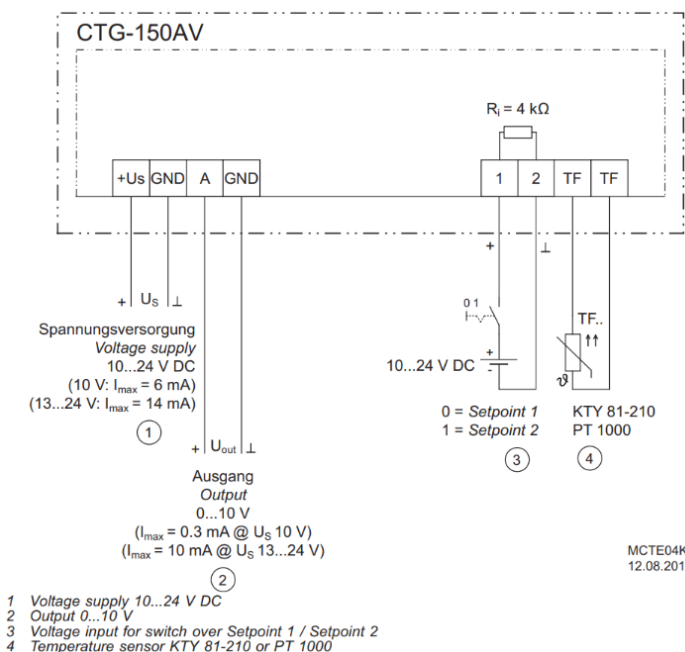 CTG-150AV
Rᵢ = 4 kΩ
+Us GND A GND
1 2 TF TF
+ ⊥
+ US ⊥
0 1
TF..
Spannungsversorgung
Voltage supply
10...24 V DC
(10 V: Imax = 6 mA)
(13...24 V: Imax = 14 mA)
1
+
10...24 V DC
-
ϑ
0 = Setpoint 1
1 = Setpoint 2
3
KTY 81-210
PT 1000
4
+ Uout ⊥
Ausgang
Output
0...10 V
(Imax = 0.3 mA @ US 10 V)
(Imax = 10 mA @ US 13...24 V)
2
MCTE04K
12.08.201
1 Voltage supply 10...24 V DC
2 Output 0...10 V
3 Voltage input for switch over Setpoint 1 / Setpoint 2
4 Temperature sensor KTY 81-210 or PT 1000